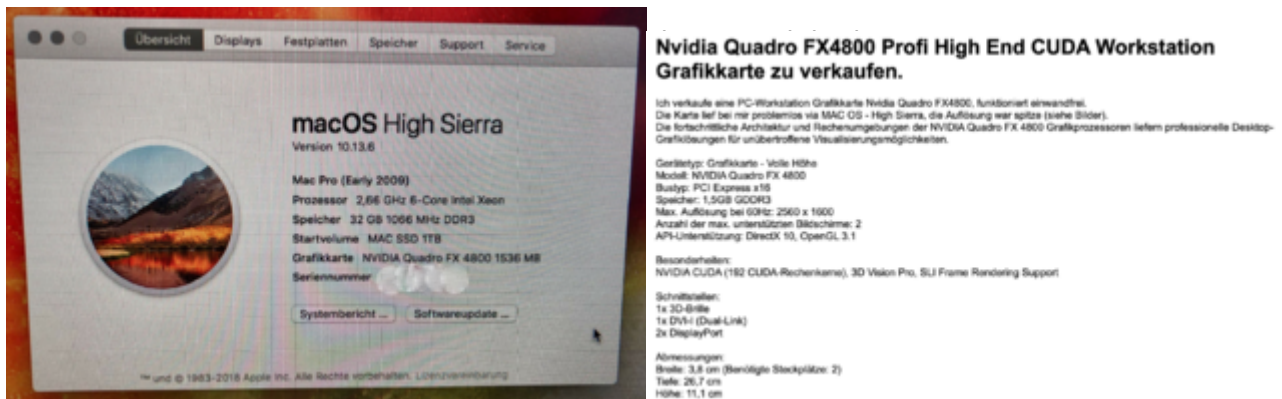 Übersicht Displays Festplatten Speicher Support Service
macOS High Sierra
Version 10.13.6
Mac Pro (Early 2009)
Prozessor 2,66 GHz 6-Core Intel Xeon
Speicher 32 GB 1066 MHz DDR3
Startvolume MAC SSD 1TB
Grafikkarte NVIDIA Quadro FX 4800 1536 MB
Seriennummer
Systembericht ... Softwareupdate ...
™ und © 1983-2018 Apple Inc. Alle Rechte vorbehalten. Lizenzvereinbarung
Nvidia Quadro FX4800 Profi High End CUDA Workstation
Grafikkarte zu verkaufen.
Ich verkaufe eine PC-Workstation Grafikkarte Nvidia Quadro FX4800, funktioniert einwandfrei.
Die Karte lief bei mir problemlos via MAC OS - High Sierra, die Auflösung war spitze (siehe Bilder).
Die fortschrittliche Architektur und Rechenumgebungen der NVIDIA Quadro FX 4800 Grafikprozessoren liefern professionelle Desktop-
Grafiklösungen für unübertroffene Visualisierungsmöglichkeiten.
Gerätetyp: Grafikkarte - Volle Höhe
Modell: NVIDIA Quadro FX 4800
Bustyp: PCI Express x16
Speicher: 1,5GB GDDR3
Max. Auflösung bei 60Hz: 2560 x 1600
Anzahl der max. unterstützten Bildschirme: 2
API-Unterstützung: DirectX 10, OpenGL 3.1
Besonderheiten:
NVIDIA CUDA (192 CUDA-Rechenkerne), 3D Vision Pro, SLI Frame Rendering Support
Schnittstellen:
1x 3D-Brille
1x DVI-I (Dual-Link)
2x DisplayPort
Abmessungen:
Breite: 3,8 cm (Benötigte Steckplätze: 2)
Tiefe: 26,7 cm
Höhe: 11,1 cm